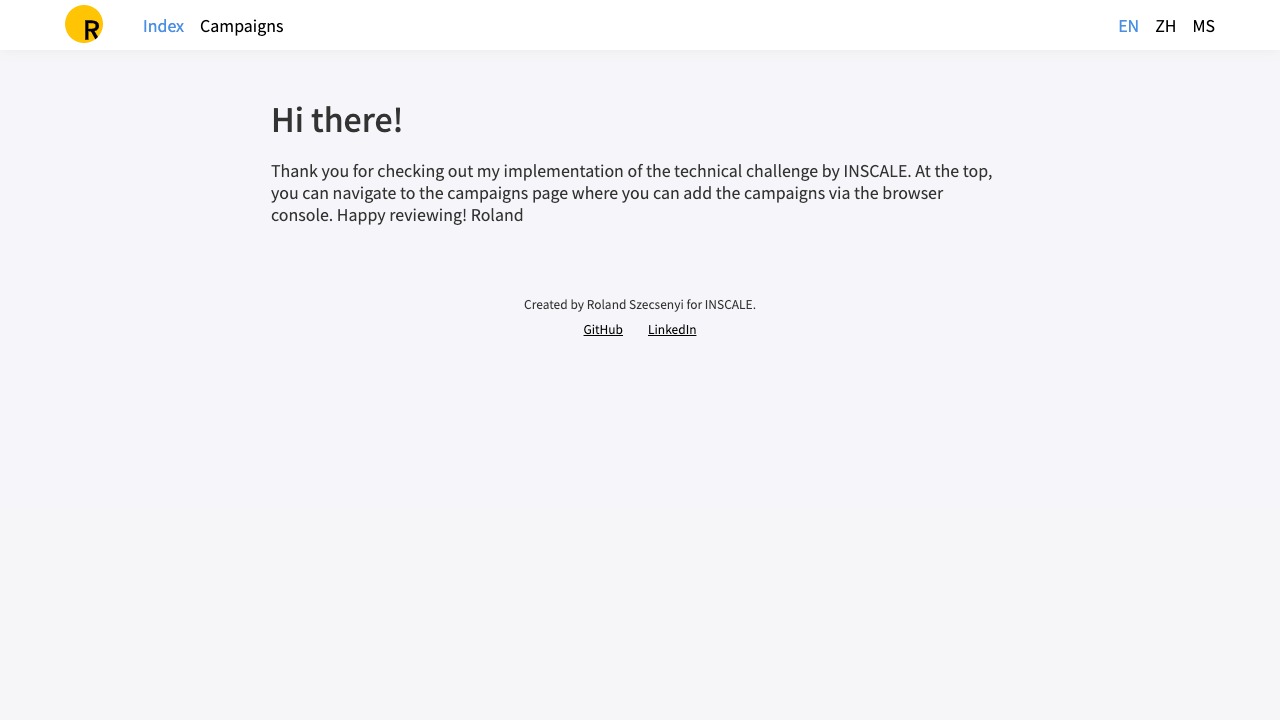 R Index Campaigns EN ZH MS
Hi there!
Thank you for checking out my implementation of the technical challenge by INSCALE. At the top,
you can navigate to the campaigns page where you can add the campaigns via the browser
console. Happy reviewing! Roland
Created by Roland Szecsenyi for INSCALE.
GitHub LinkedIn